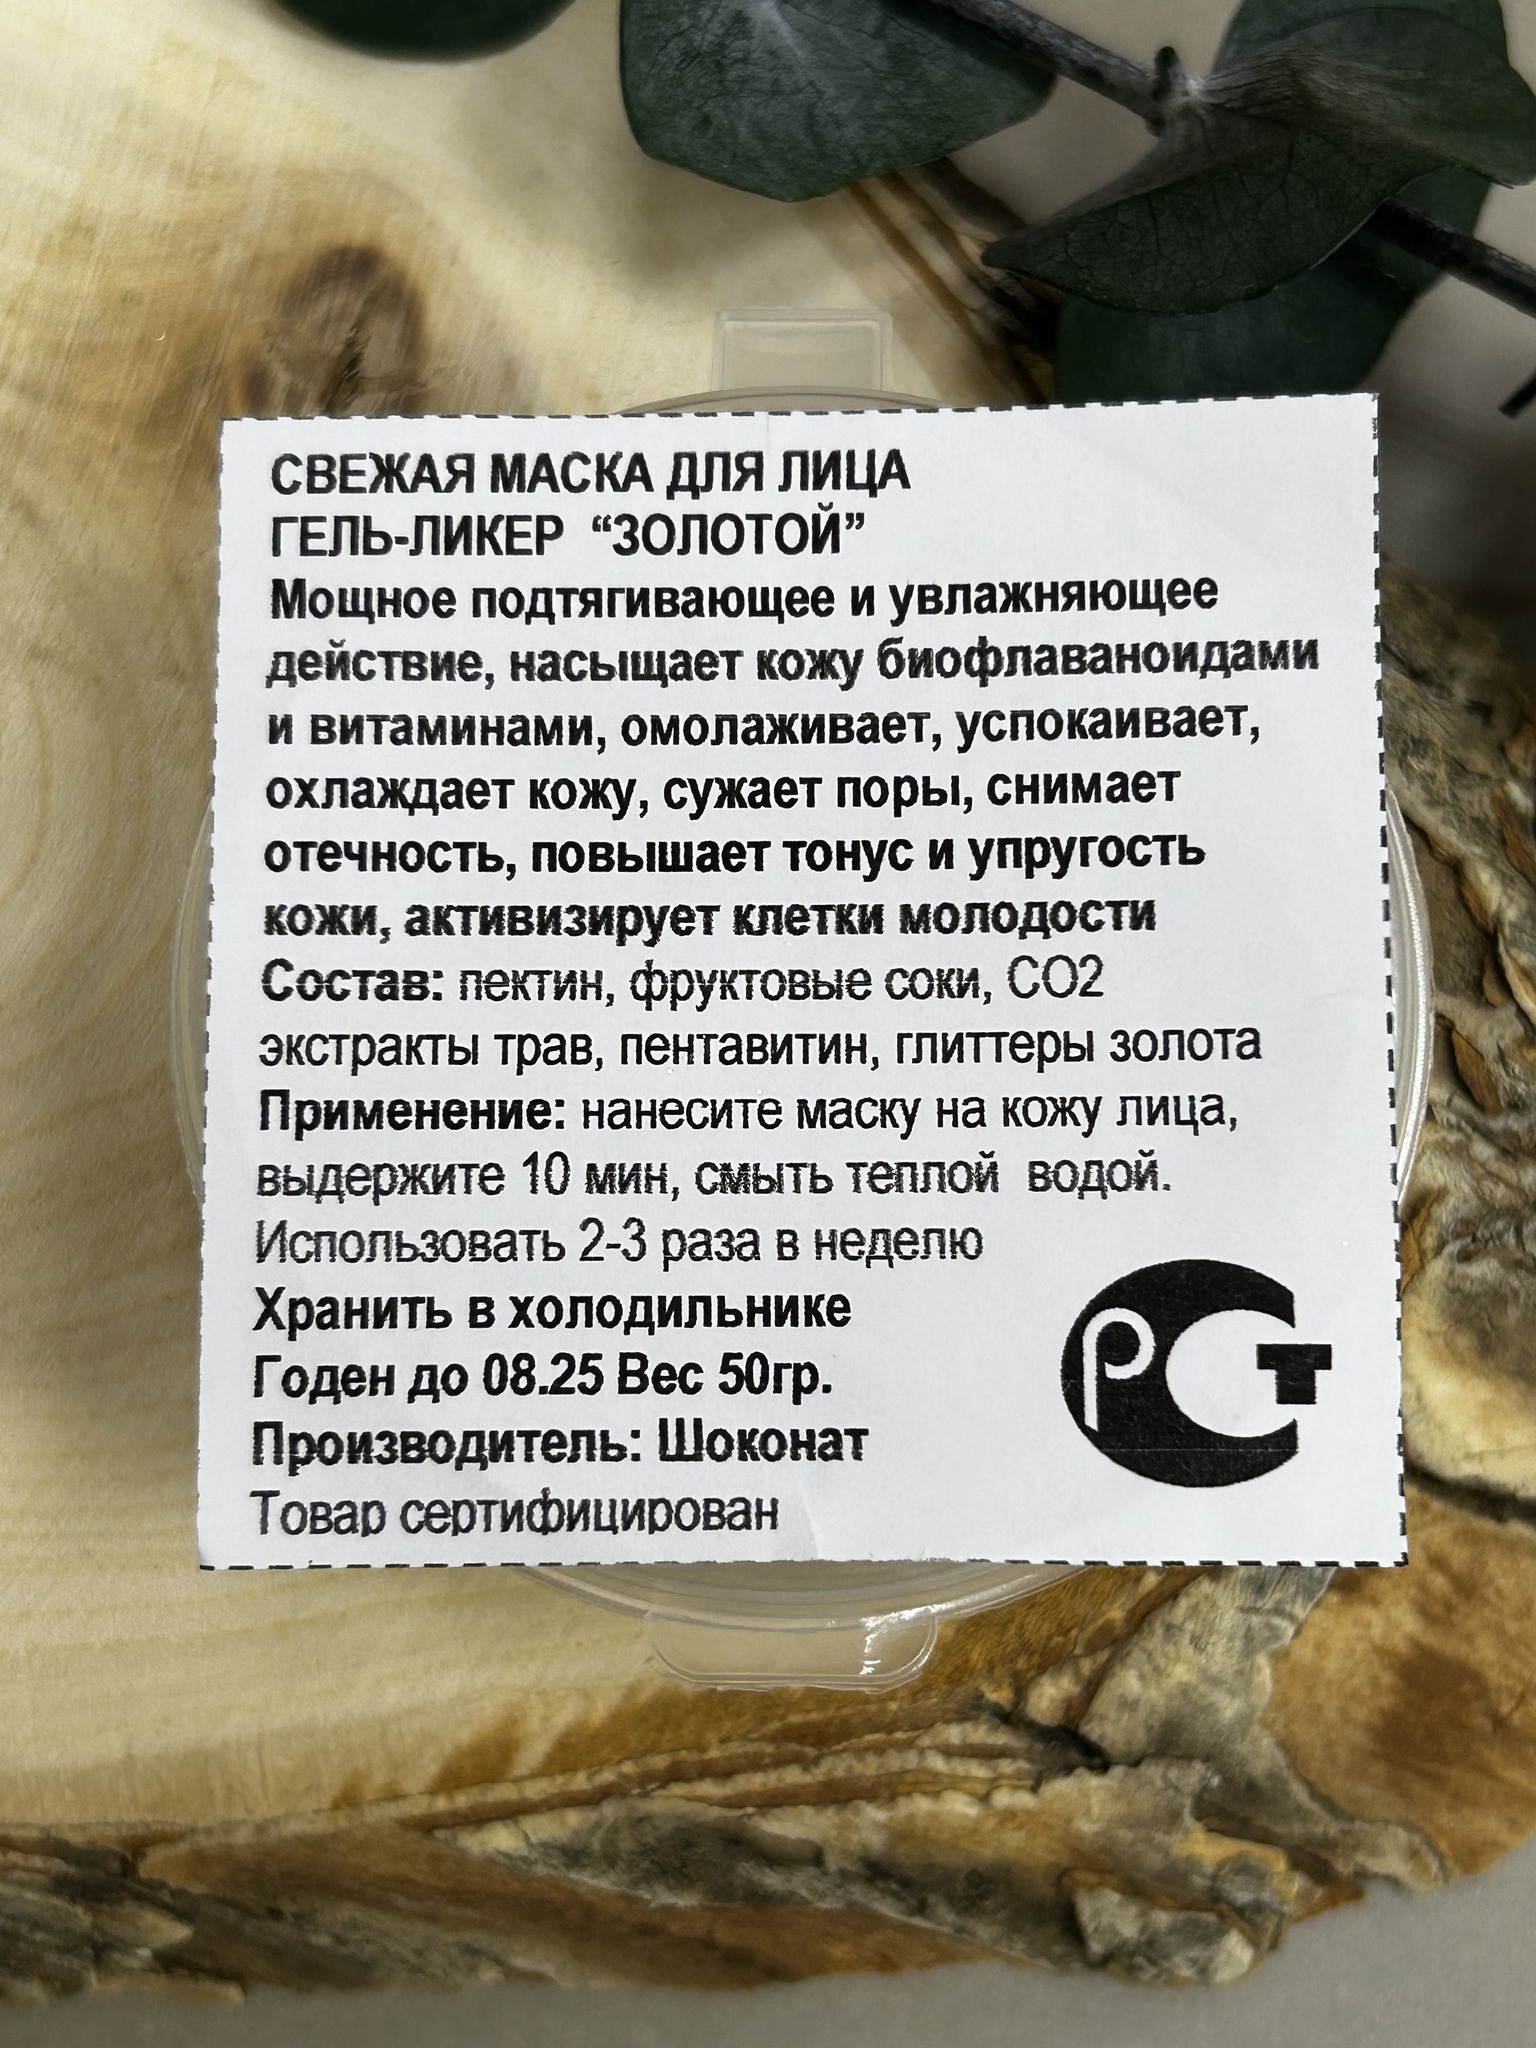 СВЕЖАЯ МАСКА ДЛЯ ЛИЦА
ГЕЛЬ-ЛИКЕР “ЗОЛОТОЙ”
Мощное подтягивающее и увлажняющее
действие, насыщает кожу биофлаваноидами
и витаминами, омолаживает, успокаивает,
охлаждает кожу, сужает поры, снимает
отечность, повышает тонус и упругость
кожи, активизирует клетки молодости
Состав: пектин, фруктовые соки, СО2
экстракты трав, пентавитин, глиттеры золота
Применение: нанесите маску на кожу лица,
выдержите 10 мин, смыть теплой водой.
Использовать 2-3 раза в неделю
Хранить в холодильнике
Годен до 08.25 Вес 50гр.
Производитель: Шоконат
Товар сертифицирован
РСТ